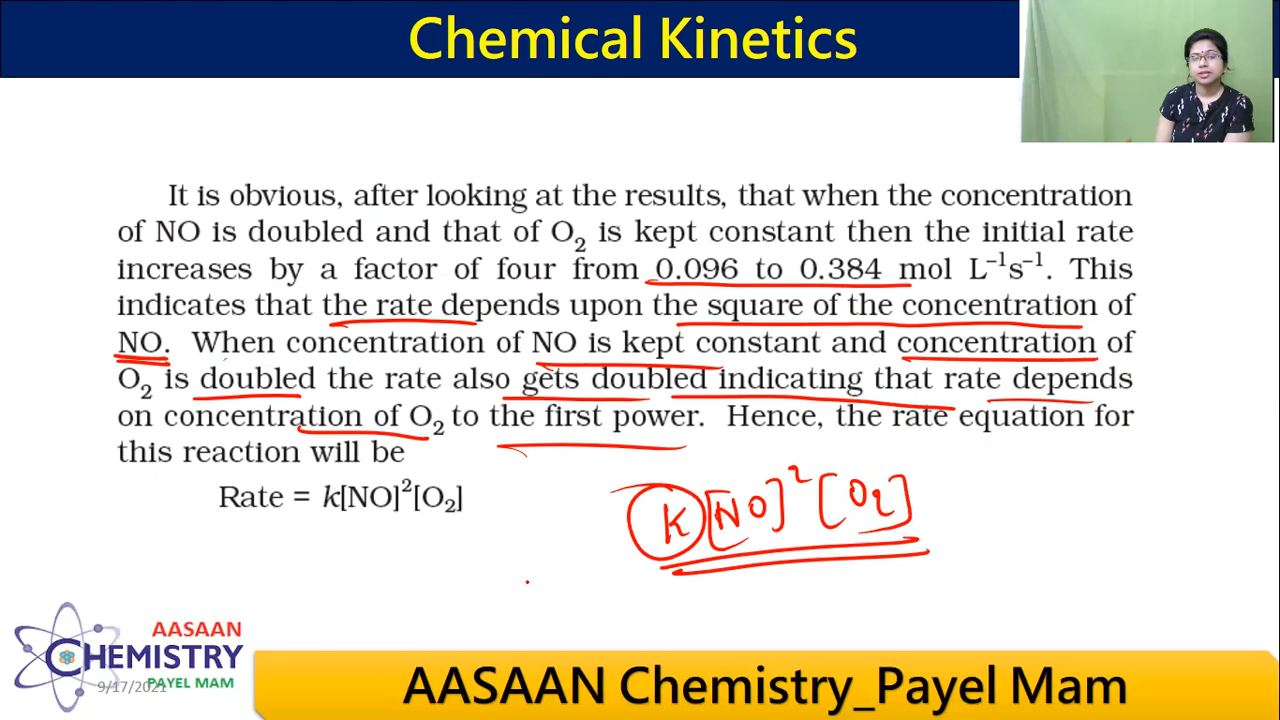 Chemical Kinetics
It is obvious, after looking at the results, that when the concentration
of NO is doubled and that of O₂ is kept constant then the initial rate
increases by a factor of four from 0.096 to 0.384 mol L⁻¹s⁻¹. This
indicates that the rate depends upon the square of the concentration of
NO. When concentration of NO is kept constant and concentration of
O₂ is doubled the rate also gets doubled indicating that rate depends
on concentration of O₂ to the first power. Hence, the rate equation for
this reaction will be
Rate = k[NO]²[O₂]
K[NO]²[O₂]
AASAAN
CHEMISTRY
PAYEL MAM
9/17/2021
AASAAN Chemistry_Payel Mam